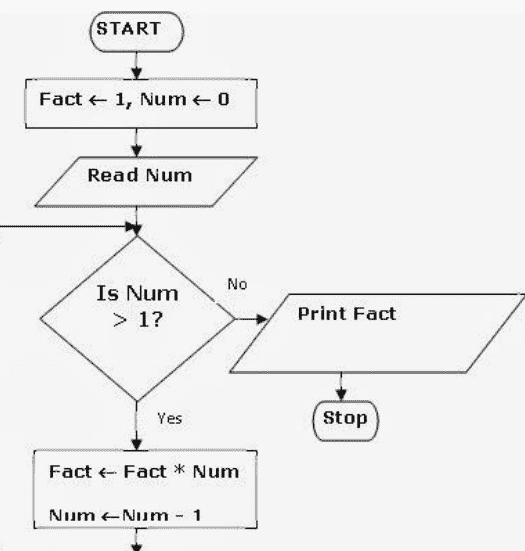 START
Fact ← 1, Num ← 0
Read Num
Is Num
> 1?
No
Print Fact
Stop
Yes
Fact ← Fact * Num
Num ← Num - 1